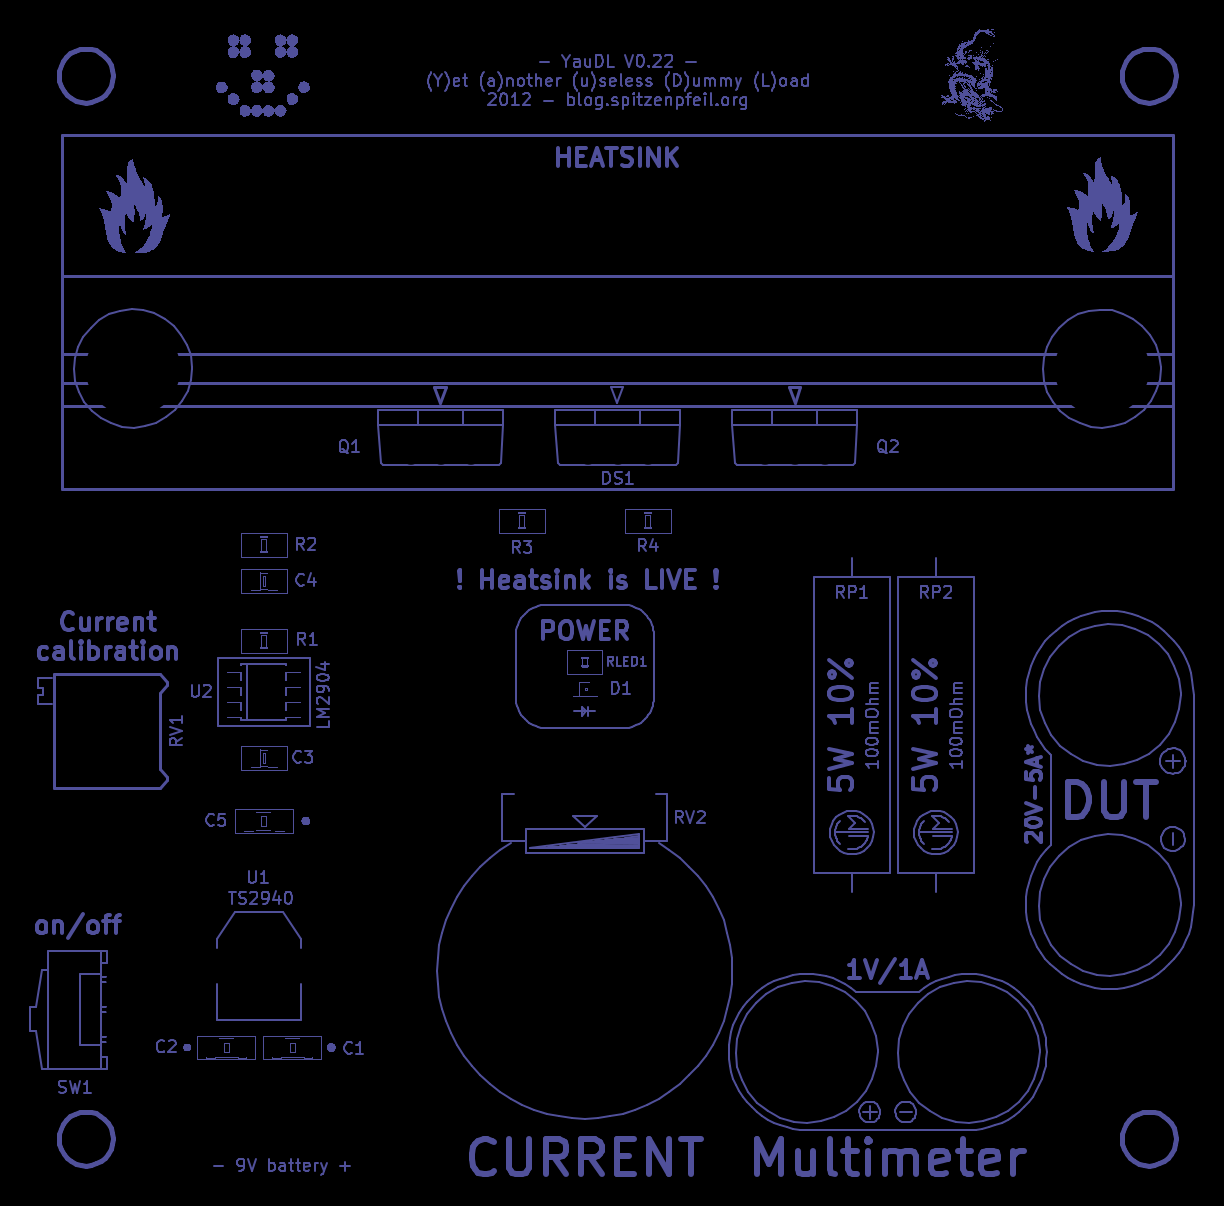 - YauDL V0.22 -
(Y)et (a)nother (u)seless (D)ummy (L)oad
2012 - blog.spitzenpfeil.org
HEATSINK
Q1
Q2
DS1
R3
R4
R2
C4
! Heatsink is LIVE !
RP1
RP2
Current
calibration
R1
POWER
RLED1
D1
U2
LM2904
RV1
C3
5W 10%
100mOhm
5W 10%
100mOhm
20V-5A*
+
DUT
-
C5
RV2
U1
TS2940
on/off
1V/1A
C2
C1
SW1
+ -
CURRENT
Multimeter
- 9V battery +